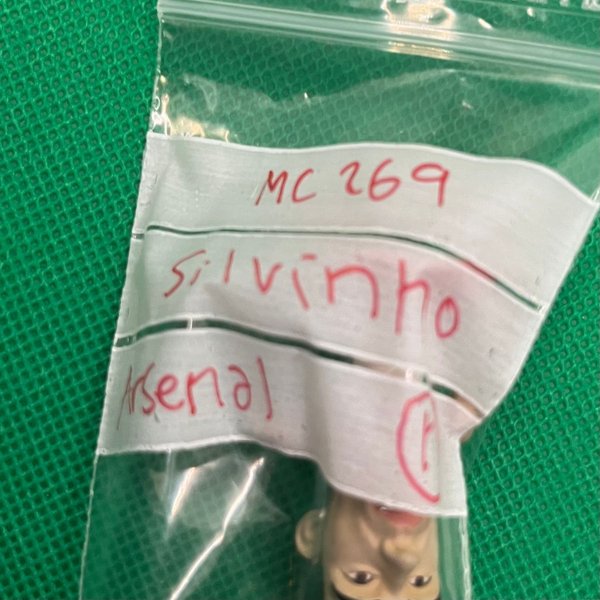 MC 269
Silvinho
Arsenal (H